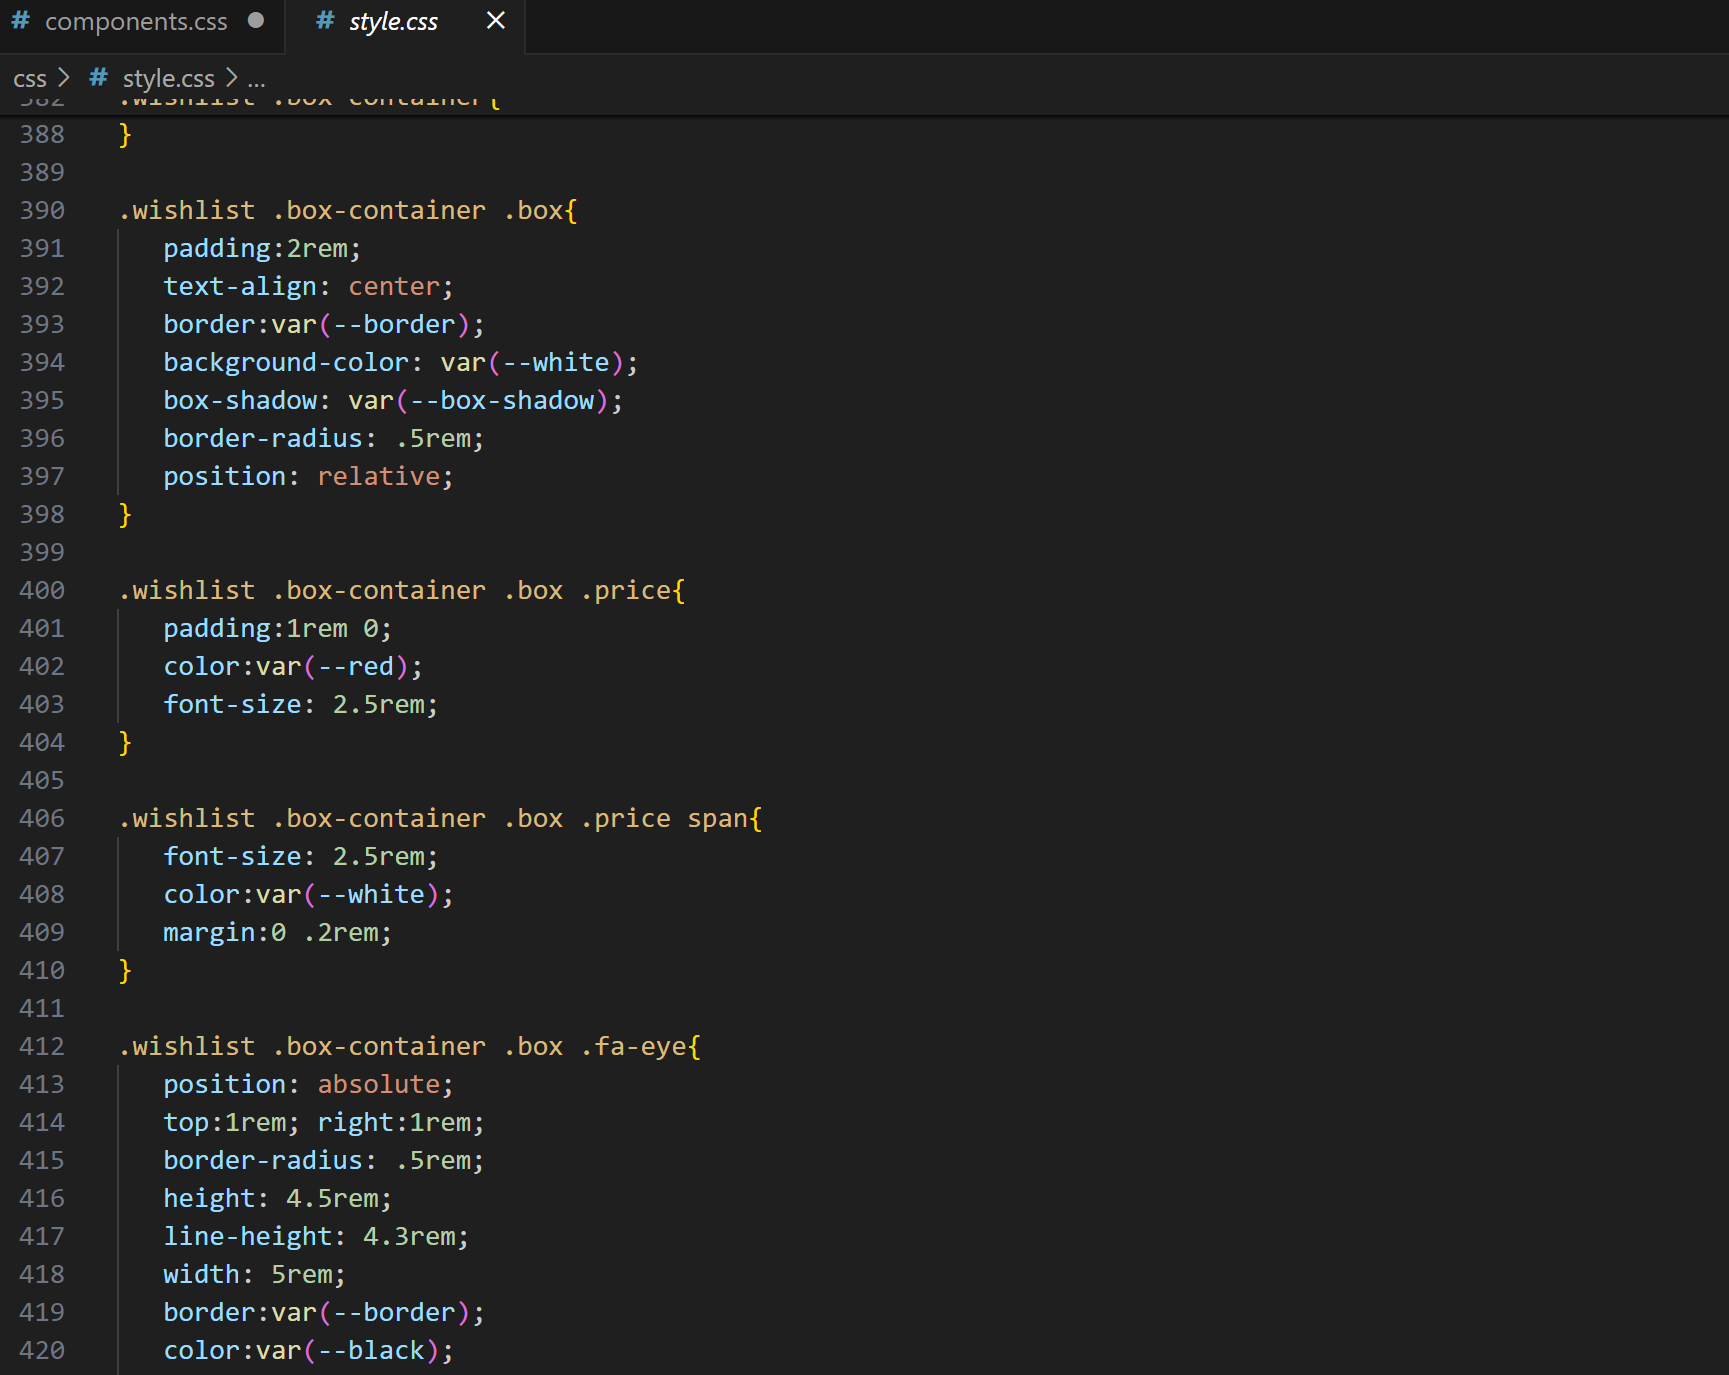 # components.css ● # style.css ×
css > # style.css > ...
382 .wishlist .box-container{
388 }
389
390 .wishlist .box-container .box{
391 padding:2rem;
392 text-align: center;
393 border:var(--border);
394 background-color: var(--white);
395 box-shadow: var(--box-shadow);
396 border-radius: .5rem;
397 position: relative;
398 }
399
400 .wishlist .box-container .box .price{
401 padding:1rem 0;
402 color:var(--red);
403 font-size: 2.5rem;
404 }
405
406 .wishlist .box-container .box .price span{
407 font-size: 2.5rem;
408 color:var(--white);
409 margin:0 .2rem;
410 }
411
412 .wishlist .box-container .box .fa-eye{
413 position: absolute;
414 top:1rem; right:1rem;
415 border-radius: .5rem;
416 height: 4.5rem;
417 line-height: 4.3rem;
418 width: 5rem;
419 border:var(--border);
420 color:var(--black);